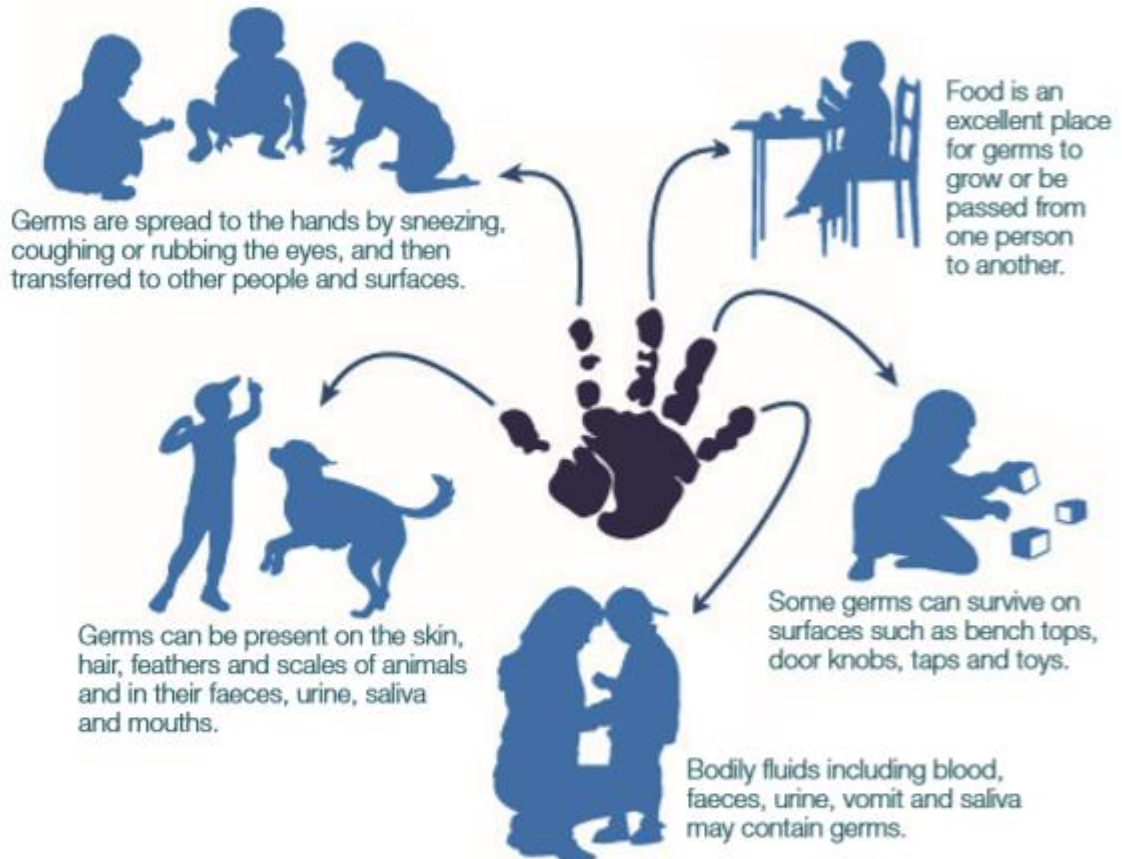 Germs are spread to the hands by sneezing,
coughing or rubbing the eyes, and then
transferred to other people and surfaces.
Food is an
excellent place
for germs to
grow or be
passed from
one person
to another.
Germs can be present on the skin,
hair, feathers and scales of animals
and in their faeces, urine, saliva
and mouths.
Some germs can survive on
surfaces such as bench tops,
door knobs, taps and toys.
Bodily fluids including blood,
faeces, urine, vomit and saliva
may contain germs.